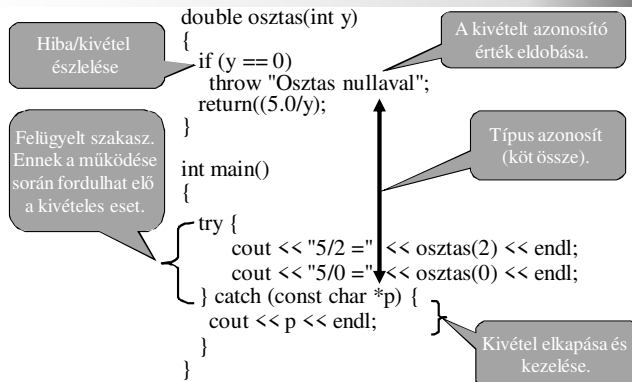 double osztas(int y)
{
if (y == 0)
throw "Osztas nullaval";
return((5.0/y);
}
int main()
{
try {
cout << "5/2 =" << osztas(2) << endl;
cout << "5/0 =" << osztas(0) << endl;
} catch (const char *p) {
cout << p << endl;
}
}
Hiba/kivétel
észlelése
A kivételt azonosító
érték eldobása.
Felügyelt szakasz.
Ennek a működése
során fordulhat elő
a kivételes eset.
Típus azonosít
(köt össze).
Kivétel elkapása és
kezelése.